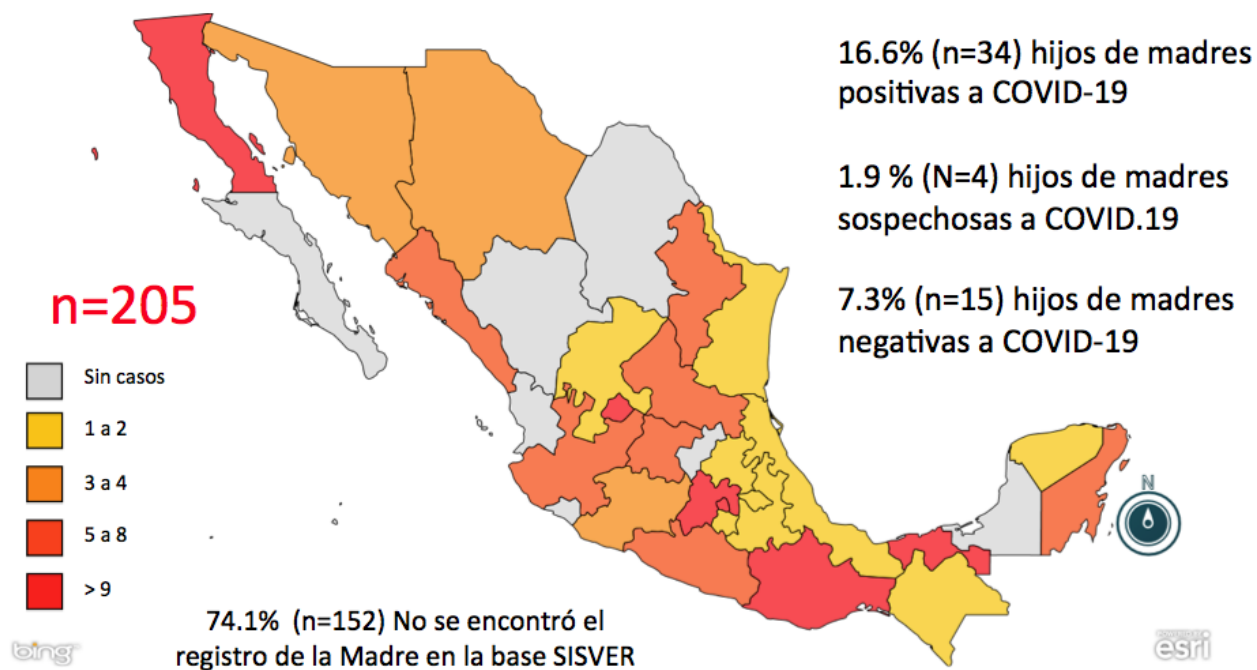 16.6% (n=34) hijos de madres
positivas a COVID-19
1.9 % (N=4) hijos de madres
sospechosas a COVID.19
7.3% (n=15) hijos de madres
negativas a COVID-19
n=205
Sin casos
1 a 2
3 a 4
5 a 8
> 9
N
74.1% (n=152) No se encontró el
registro de la Madre en la base SISVER
bing
esri